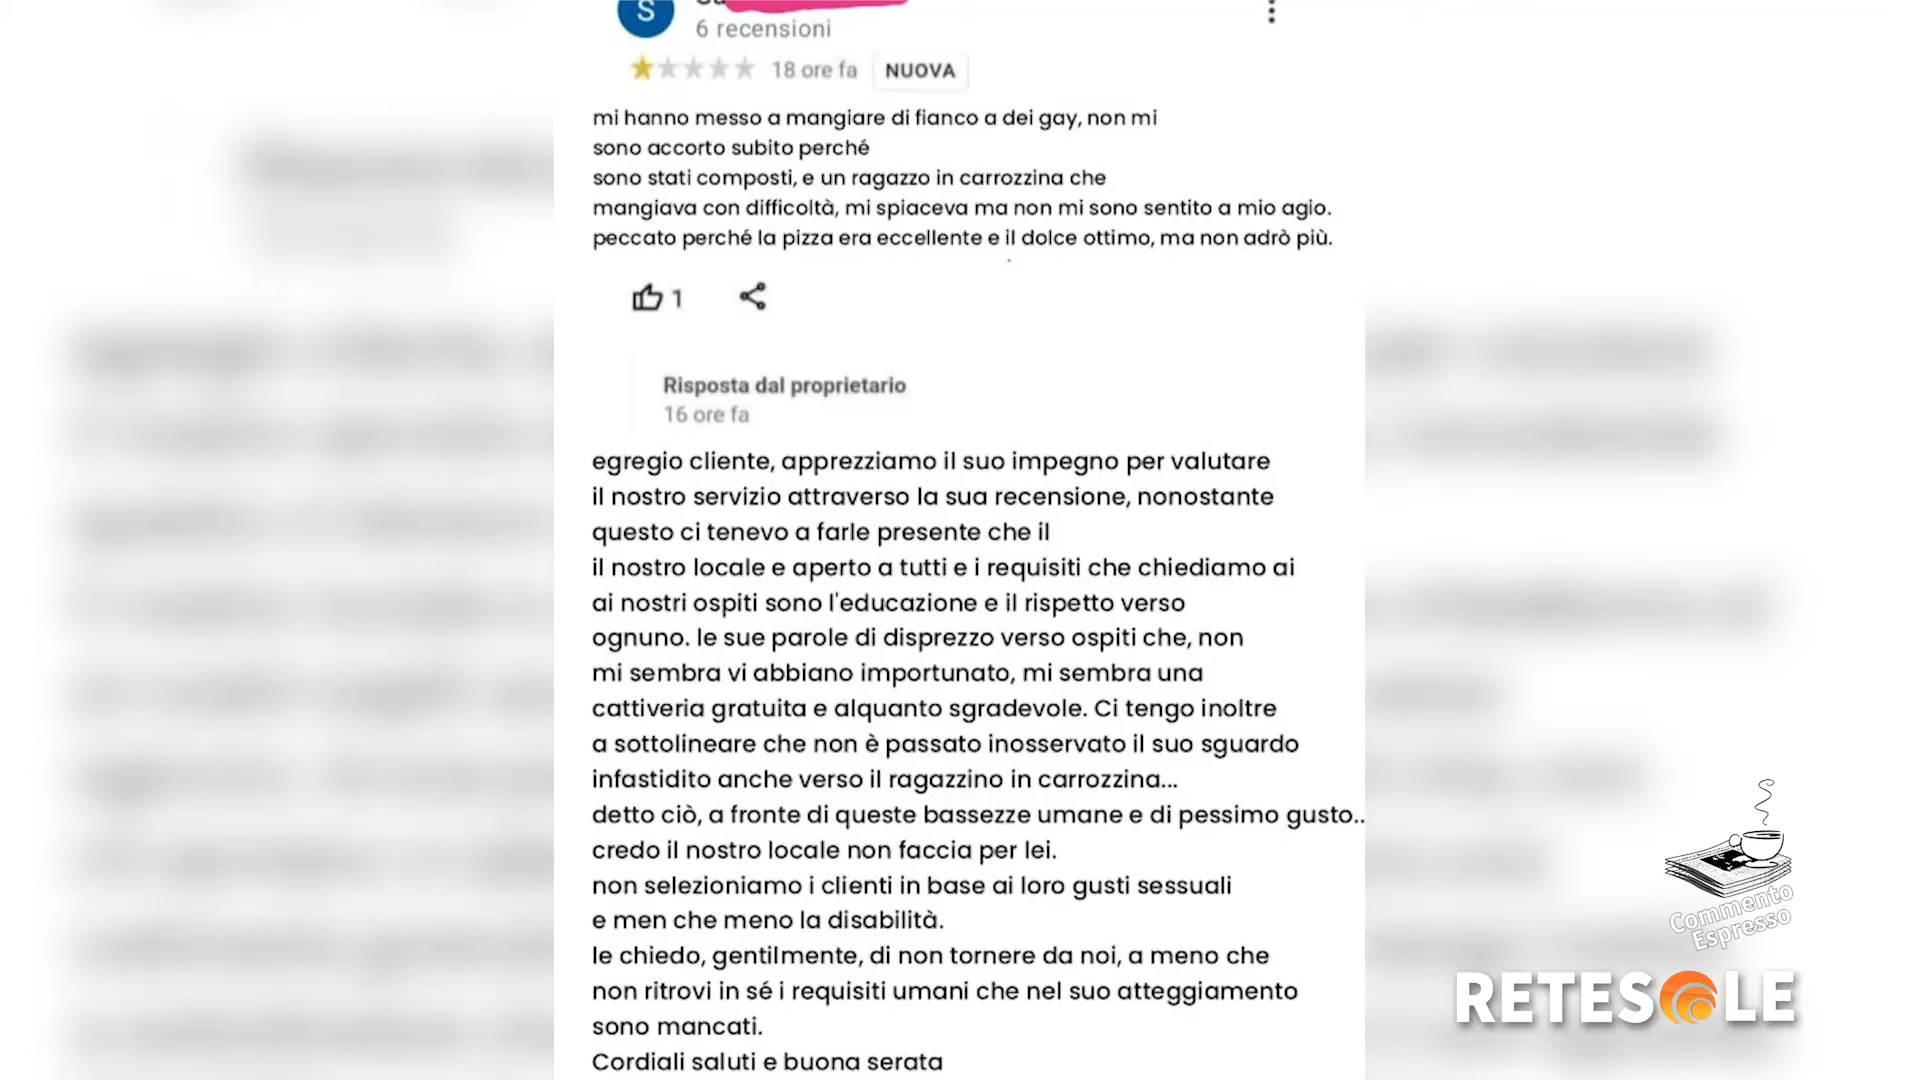 S
6 recensioni
18 ore fa NUOVA
mi hanno messo a mangiare di fianco a dei gay, non mi
sono accorto subito perché
sono stati composti, e un ragazzo in carrozzina che
mangiava con difficoltà, mi spiaceva ma non mi sono sentito a mio agio.
peccato perché la pizza era eccellente e il dolce ottimo, ma non adrò più.
1
Risposta dal proprietario
16 ore fa
egregio cliente, apprezziamo il suo impegno per valutare
il nostro servizio attraverso la sua recensione, nonostante
questo ci tenevo a farle presente che il
il nostro locale e aperto a tutti e i requisiti che chiediamo ai
ai nostri ospiti sono l'educazione e il rispetto verso
ognuno. le sue parole di disprezzo verso ospiti che, non
mi sembra vi abbiano importunato, mi sembra una
cattiveria gratuita e alquanto sgradevole. Ci tengo inoltre
a sottolineare che non è passato inosservato il suo sguardo
infastidito anche verso il ragazzino in carrozzina...
detto ciò, a fronte di queste bassezze umane e di pessimo gusto..
credo il nostro locale non faccia per lei.
non selezioniamo i clienti in base ai loro gusti sessuali
e men che meno la disabilità.
le chiedo, gentilmente, di non tornere da noi, a meno che
non ritrovi in sé i requisiti umani che nel suo atteggiamento
sono mancati.
Cordiali saluti e buona serata
Commento
Espresso
RETESOLE